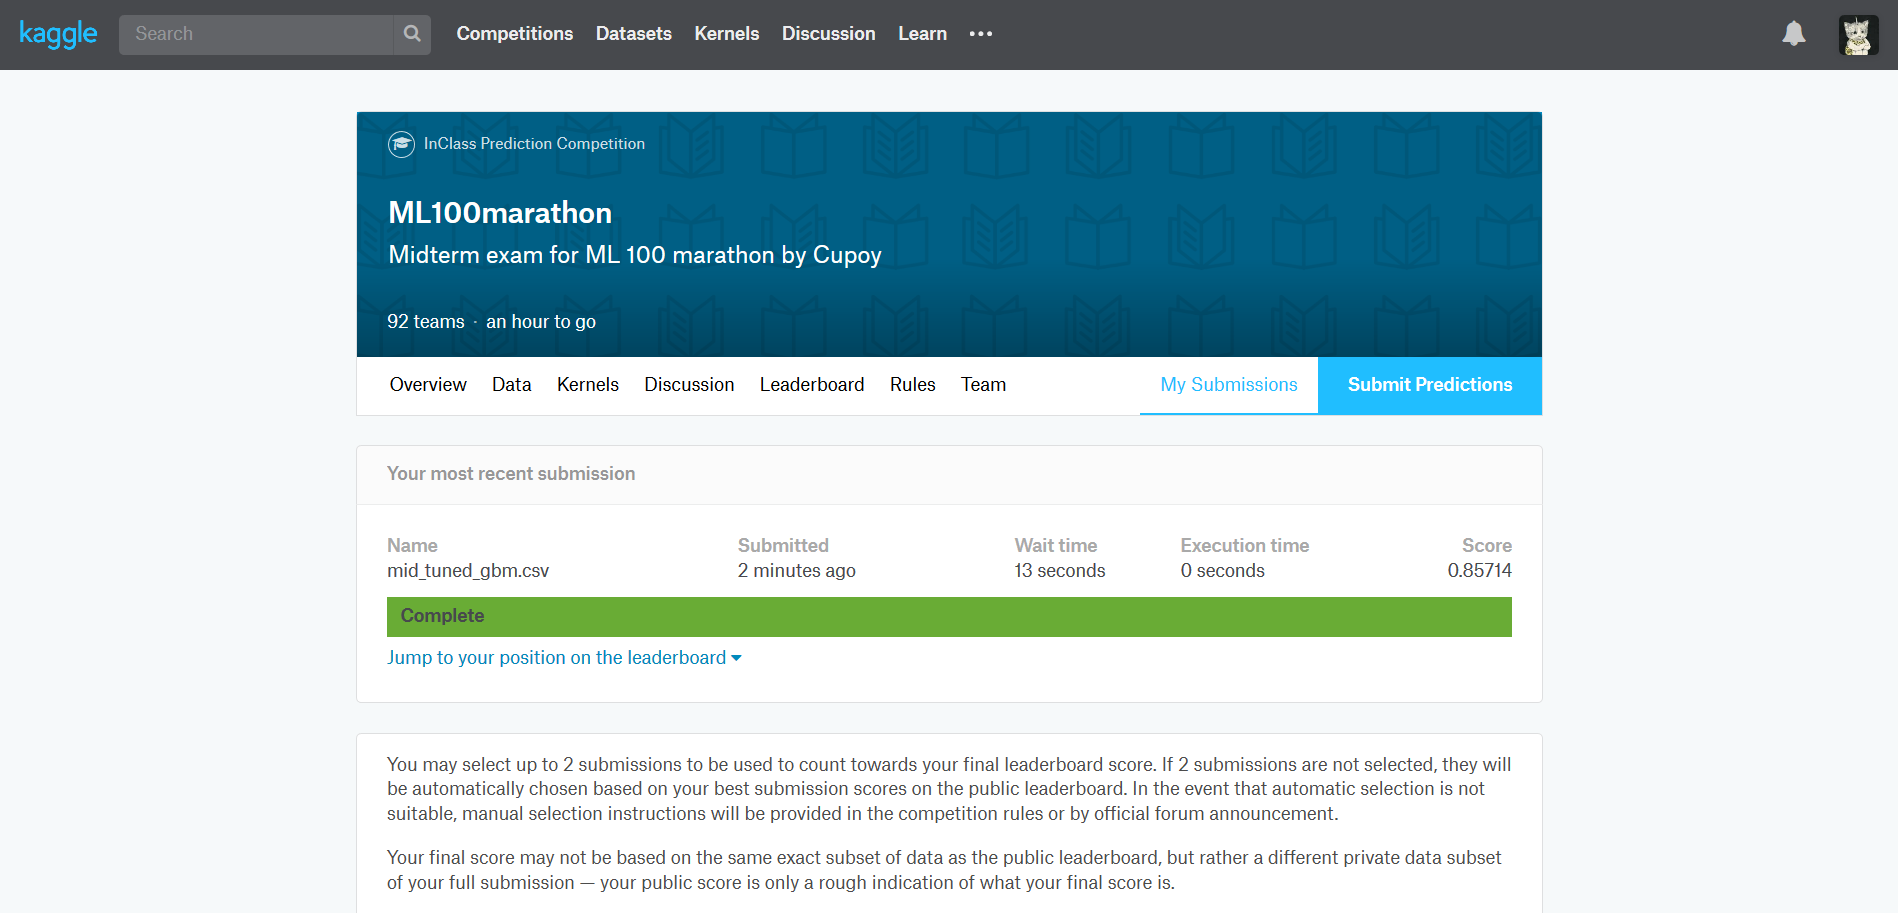 kaggle
Search
Competitions Datasets Kernels Discussion Learn •••
InClass Prediction Competition
ML100marathon
Midterm exam for ML 100 marathon by Cupoy
92 teams · an hour to go
Overview Data Kernels Discussion Leaderboard Rules Team My Submissions Submit Predictions
Your most recent submission
Name Submitted Wait time Execution time Score
mid_tuned_gbm.csv 2 minutes ago 13 seconds 0 seconds 0.85714
Complete
Jump to your position on the leaderboard
You may select up to 2 submissions to be used to count towards your final leaderboard score. If 2 submissions are not selected, they will
be automatically chosen based on your best submission scores on the public leaderboard. In the event that automatic selection is not
suitable, manual selection instructions will be provided in the competition rules or by official forum announcement.
Your final score may not be based on the same exact subset of data as the public leaderboard, but rather a different private data subset
of your full submission — your public score is only a rough indication of what your final score is.